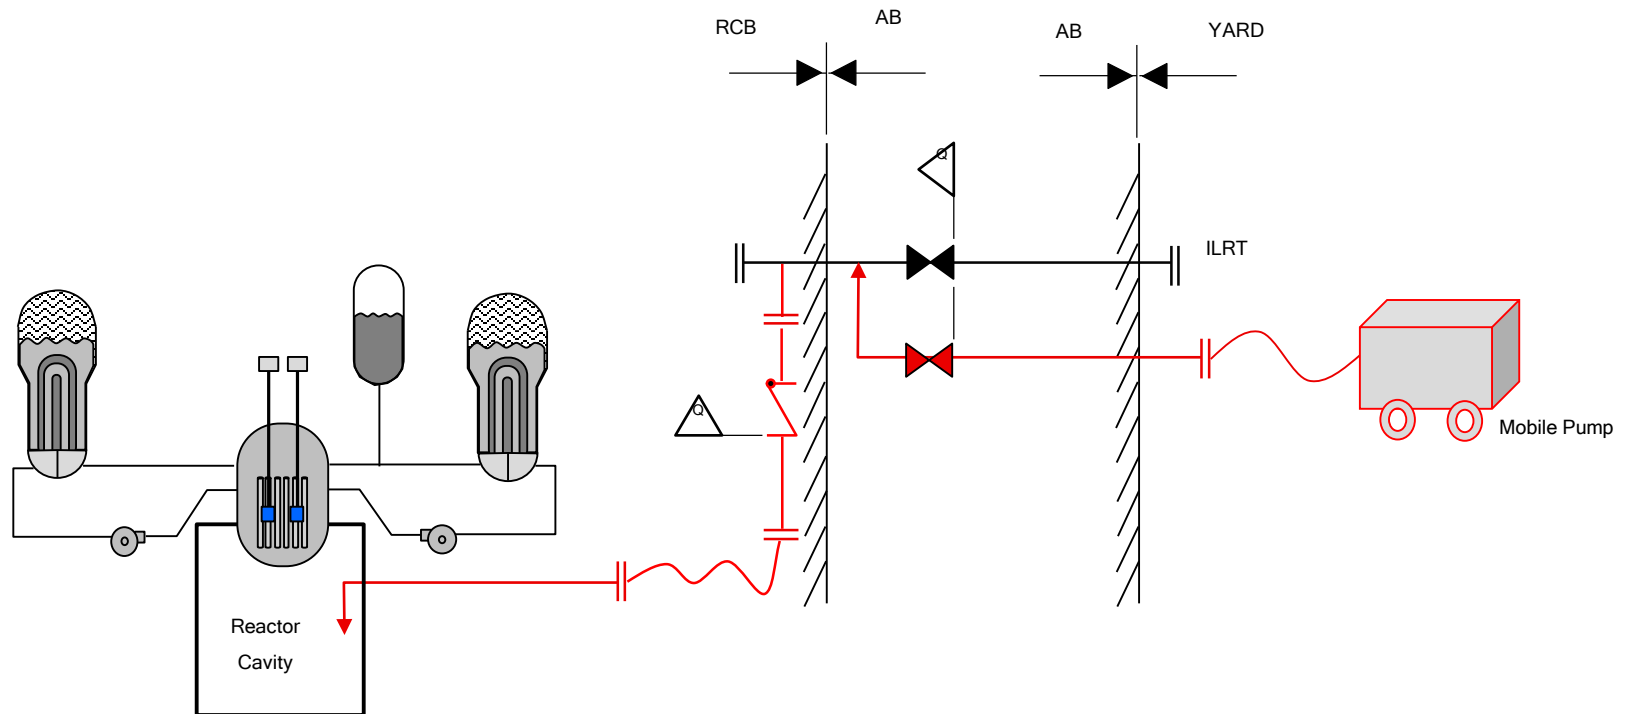 RCB
AB
AB
YARD
Q
ILRT
Q
Mobile Pump
Reactor
Cavity